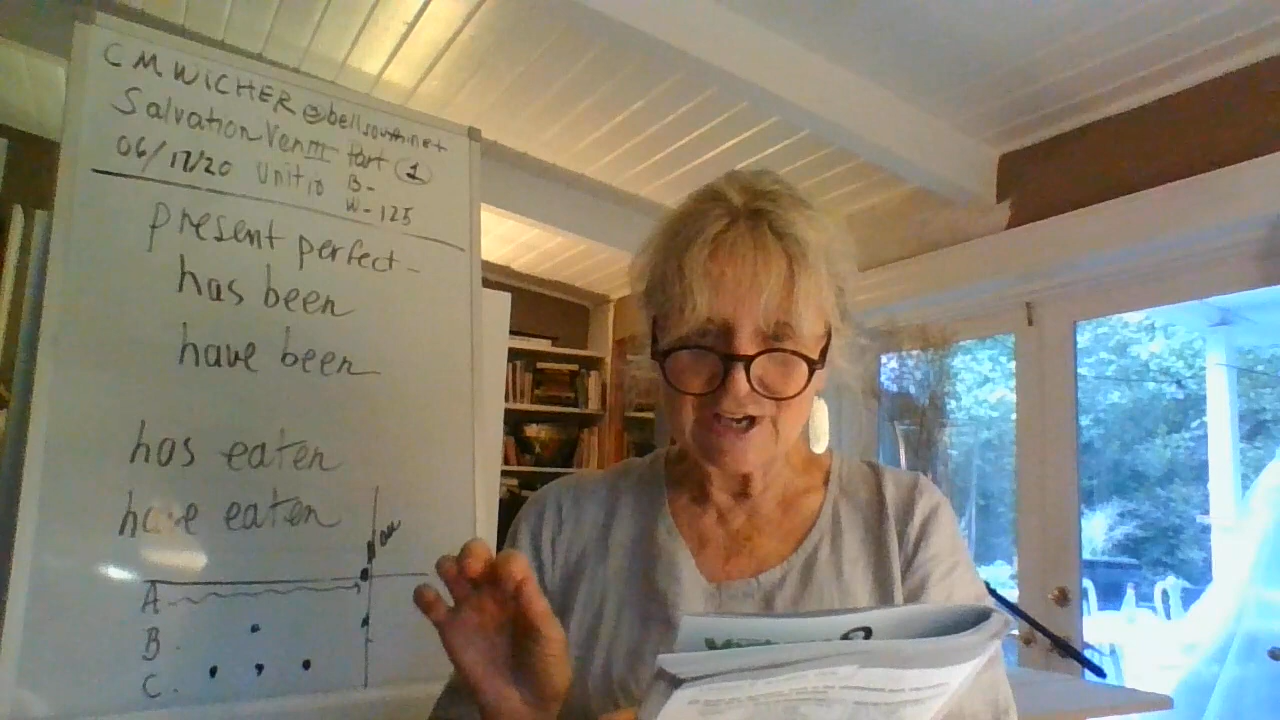 CMWICHER@bellsouth.net
Salvation Ven III Part 1
06/17/20 Unit 10 B-
W-125
present perfect-
has been
have been
has eaten
have eaten
A
B
C.